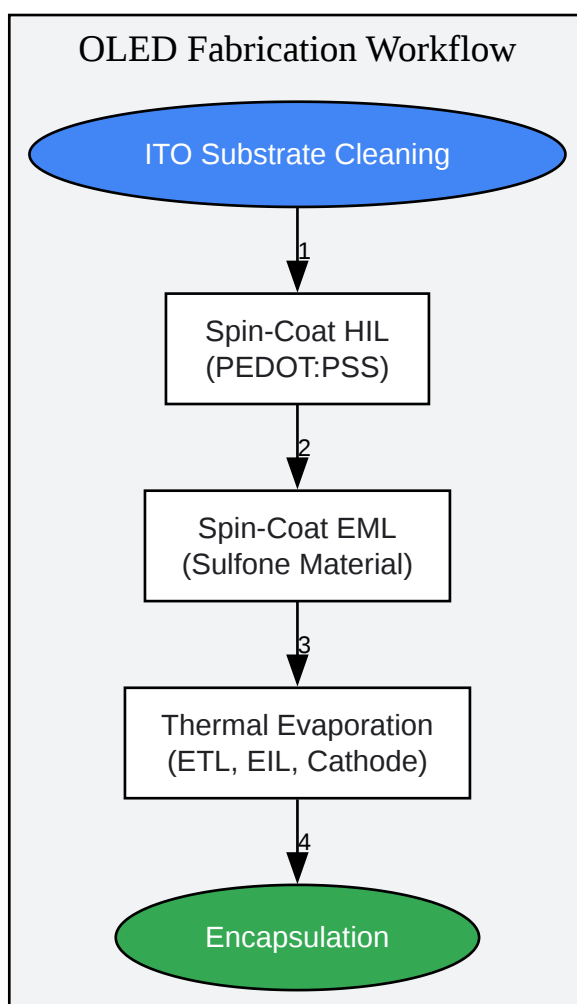 OLED Fabrication Workflow
ITO Substrate Cleaning
1
Spin-Coat HIL
(PEDOT:PSS)
2
Spin-Coat EML
(Sulfone Material)
3
Thermal Evaporation
(ETL, EIL, Cathode)
4
Encapsulation